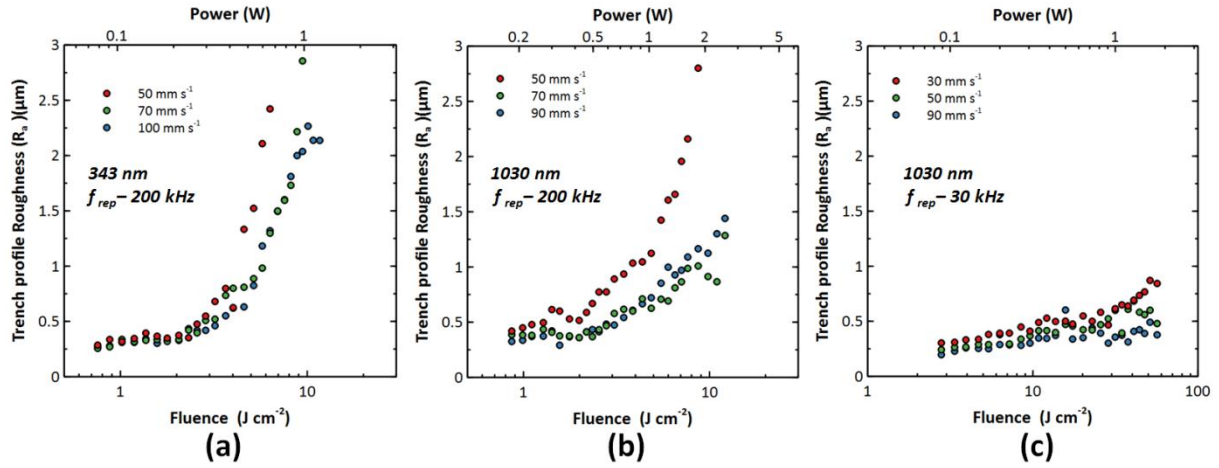 Power (W)
0.1
1
Trench profile Roughness (Rₐ )(μm)
3
2.5
2
1.5
1
0.5
0
50 mm s⁻¹
70 mm s⁻¹
100 mm s⁻¹
343 nm
f rep – 200 kHz
1
10
Fluence (J cm⁻²)
(a)
Power (W)
0.2
0.5
1
2
5
Trench profile Roughness (Rₐ )(μm)
3
2.5
2
1.5
1
0.5
0
50 mm s⁻¹
70 mm s⁻¹
90 mm s⁻¹
1030 nm
f rep – 200 kHz
1
10
Fluence (J cm⁻²)
(b)
Power (W)
0.1
1
Trench profile Roughness (Rₐ )(μm)
3
2.5
2
1.5
1
0.5
0
30 mm s⁻¹
50 mm s⁻¹
90 mm s⁻¹
1030 nm
f rep – 30 kHz
1
10
100
Fluence (J cm⁻²)
(c)